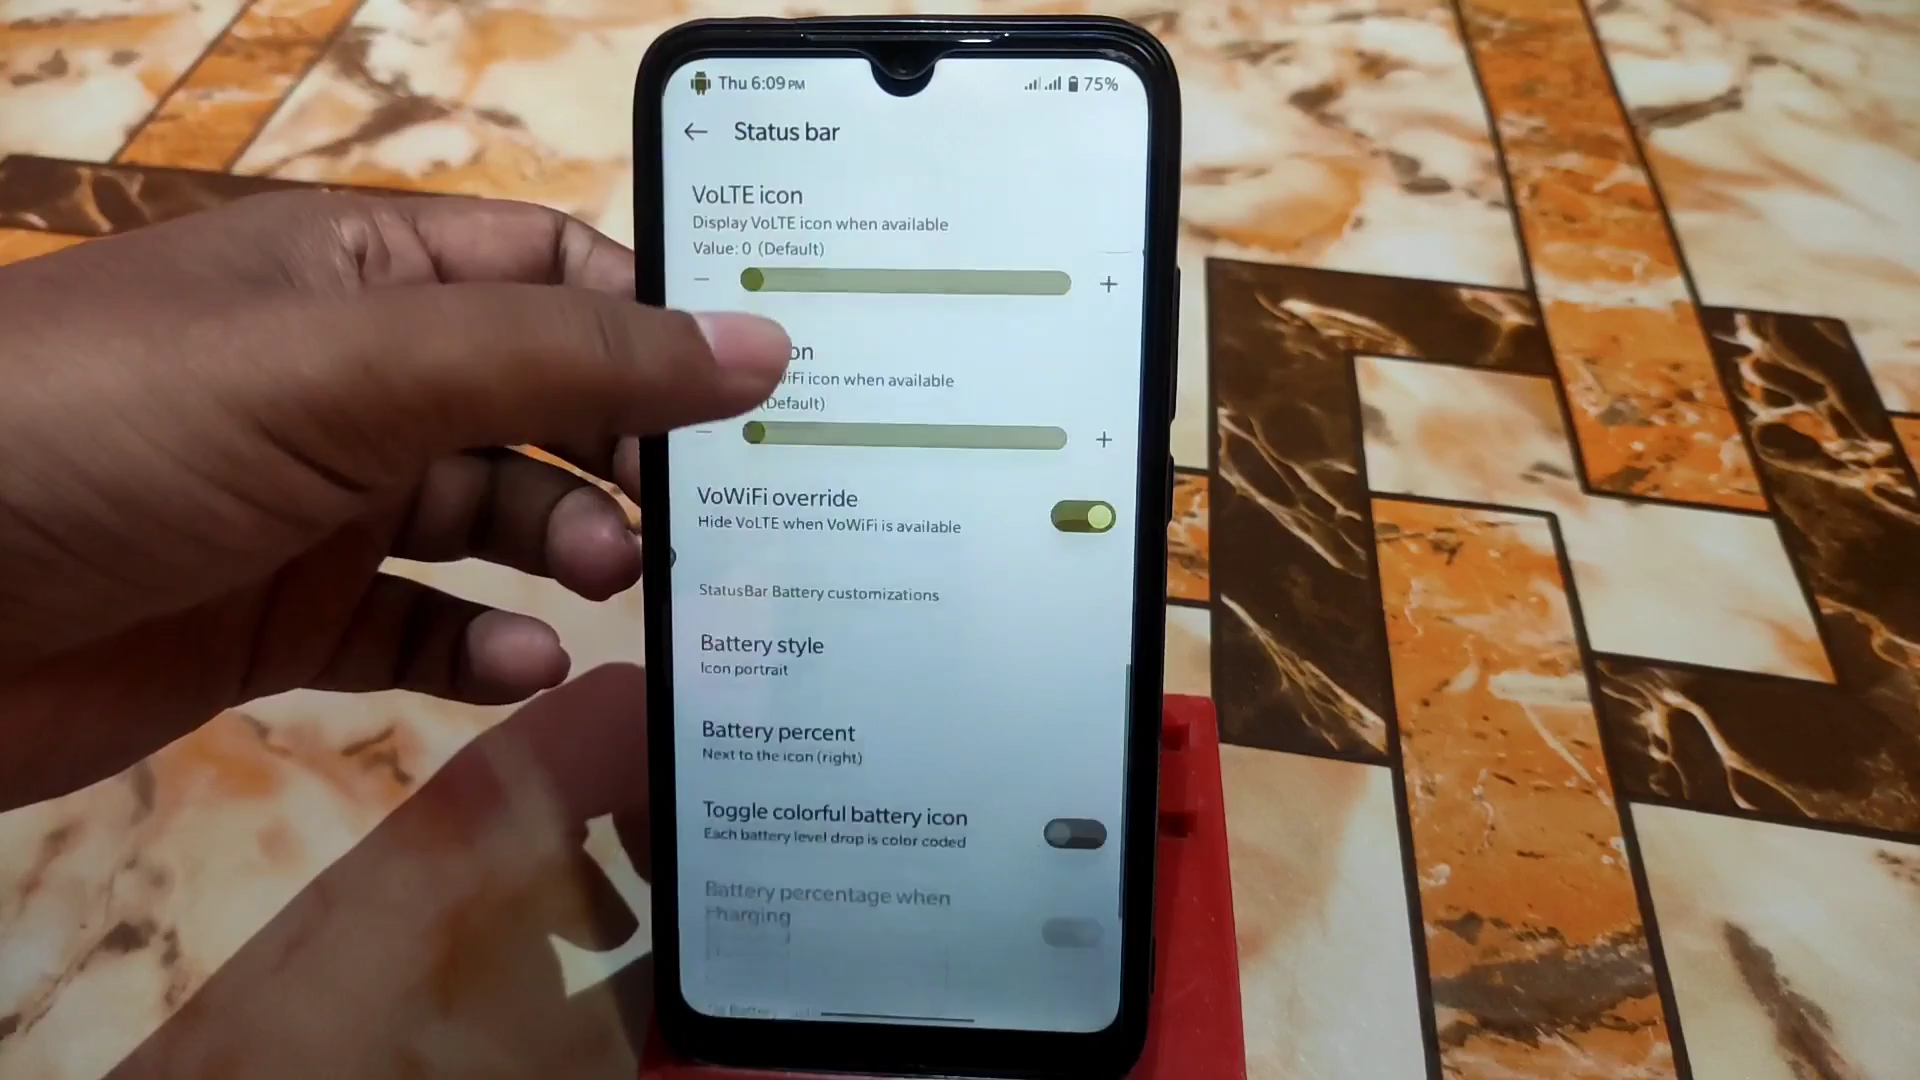 Thu 6:09 PM 75%
Status bar
VoLTE icon
Display VoLTE icon when available
Value: 0 (Default)
on
WiFi icon when available
(Default)
VoWiFi override
Hide VoLTE when VoWiFi is available
StatusBar Battery customizations
Battery style
Icon portrait
Battery percent
Next to the icon (right)
Toggle colorful battery icon
Each battery level drop is color coded
Battery percentage when
charging